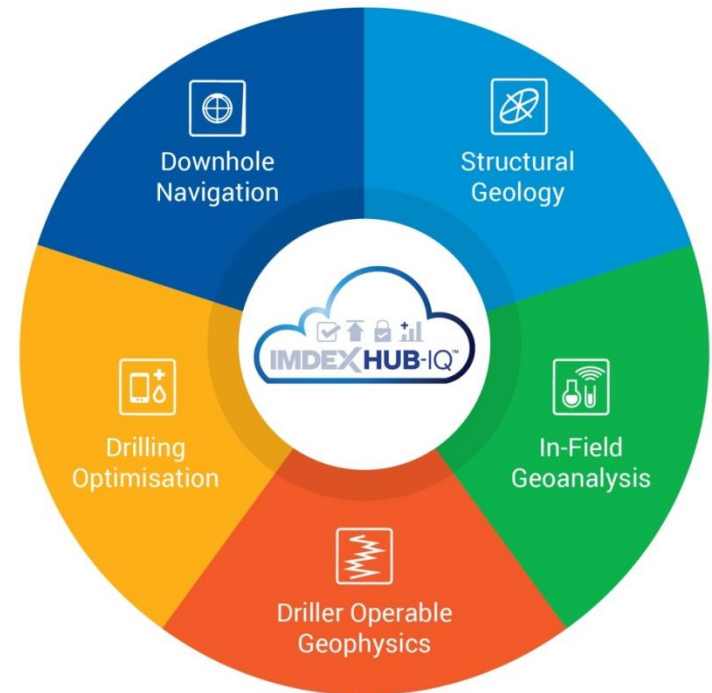 Downhole
Navigation
Structural
Geology
IMDEXHUB-IQ™
Drilling
Optimisation
In-Field
Geoanalysis
Driller Operable
Geophysics